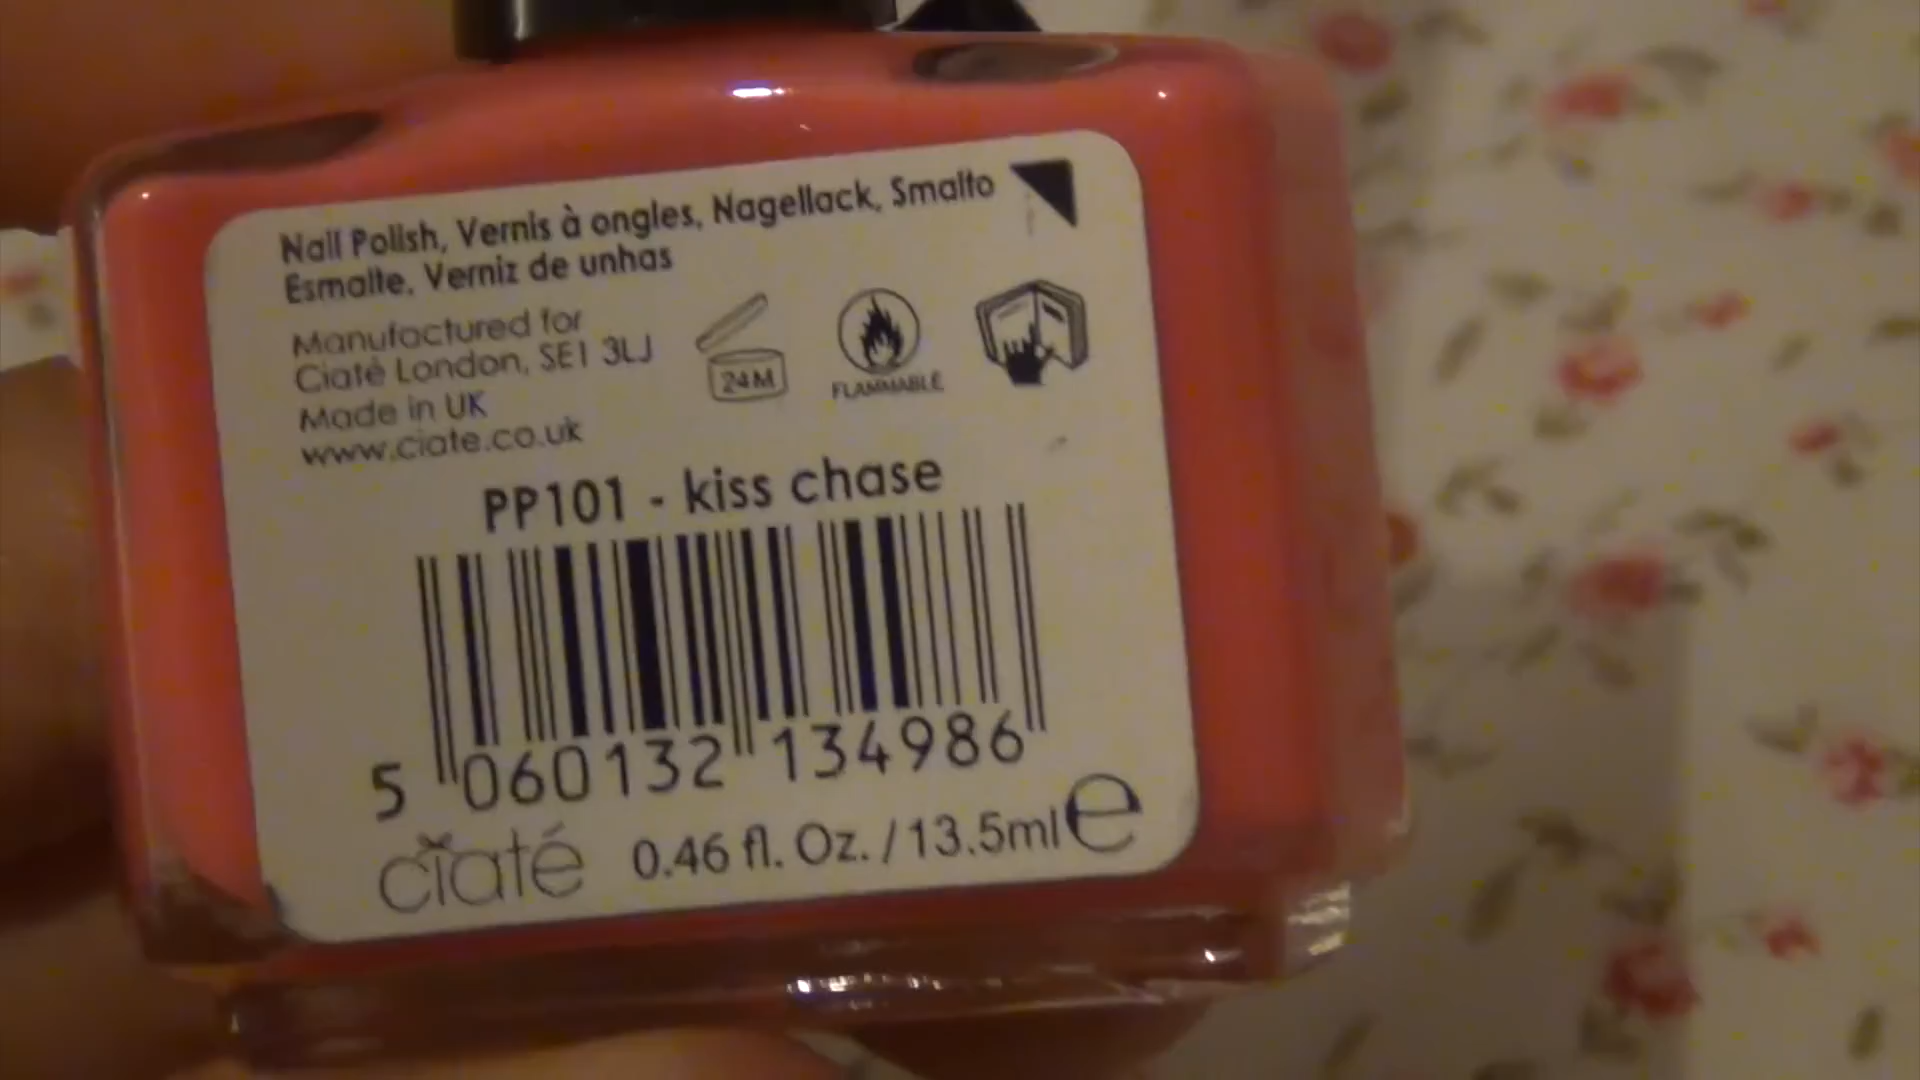 Nail Polish, Vernis à ongles, Nagellack, Smalto
Esmalte, Verniz de unhas
Manufactured for
Ciaté London, SE1 3LJ
Made in UK
www.ciate.co.uk
24M
FLAMMABLE
PP101 - kiss chase
5 060132 134986
ciaté 0.46 fl. Oz. / 13.5ml e